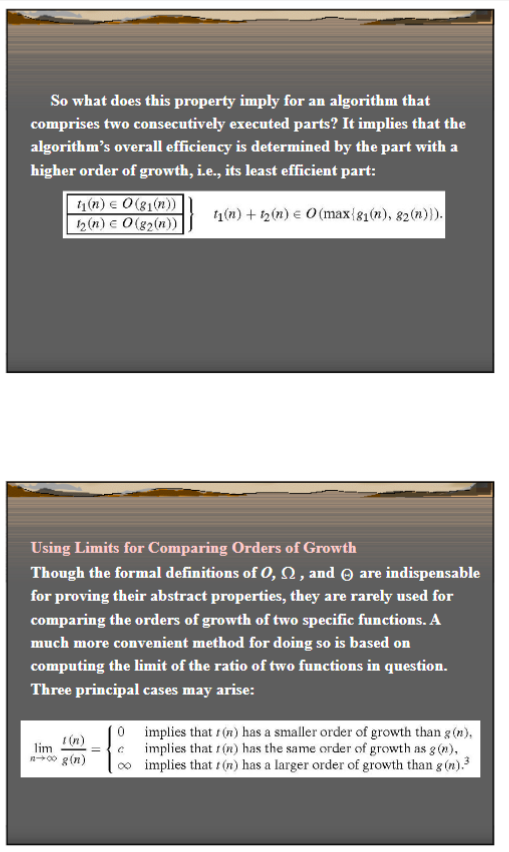 So what does this property imply for an algorithm that
comprises two consecutively executed parts? It implies that the
algorithm's overall efficiency is determined by the part with a
higher order of growth, i.e., its least efficient part:
t₁(n) ∈ O(g₁(n))
t₂(n) ∈ O(g₂(n))
} t₁(n) + t₂(n) ∈ O(max{g₁(n), g₂(n)}).
Using Limits for Comparing Orders of Growth
Though the formal definitions of O, Ω , and Θ are indispensable
for proving their abstract properties, they are rarely used for
comparing the orders of growth of two specific functions. A
much more convenient method for doing so is based on
computing the limit of the ratio of two functions in question.
Three principal cases may arise:
lim n→∞ t(n)/g(n) = {
0 implies that t(n) has a smaller order of growth than g(n),
c implies that t(n) has the same order of growth as g(n),
∞ implies that t(n) has a larger order of growth than g(n).³